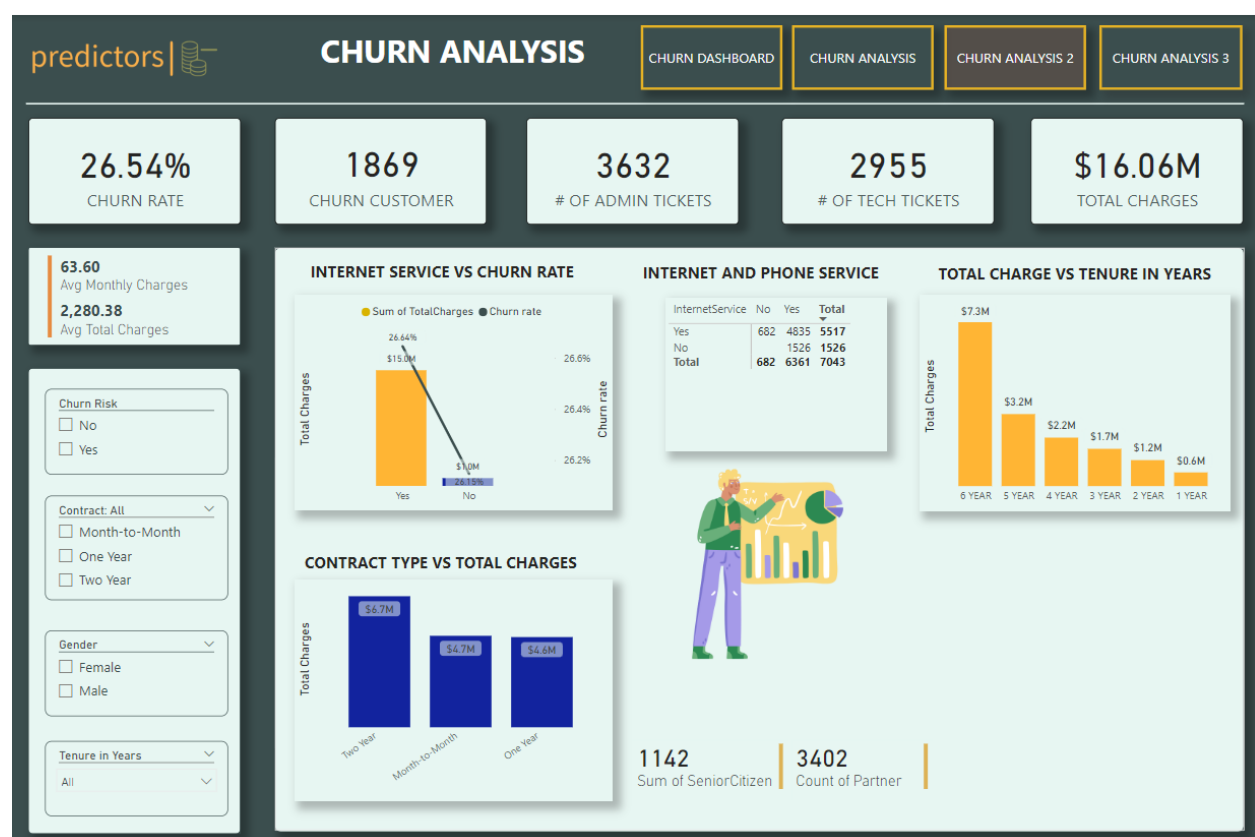 predictors
CHURN ANALYSIS
CHURN DASHBOARD
CHURN ANALYSIS
CHURN ANALYSIS 2
CHURN ANALYSIS 3
26.54%
CHURN RATE
1869
CHURN CUSTOMER
3632
# OF ADMIN TICKETS
2955
# OF TECH TICKETS
$16.06M
TOTAL CHARGES
63.60
Avg Monthly Charges
2,280.38
Avg Total Charges
Churn Risk
No
Yes
Contract: All
Month-to-Month
One Year
Two Year
Gender
Female
Male
Tenure in Years
All
INTERNET SERVICE VS CHURN RATE
Sum of TotalCharges Churn rate
26.64%
$15.0M
26.6%
26.4%
26.2%
$1.0M
26.15%
Total Charges
Churn rate
Yes No
INTERNET AND PHONE SERVICE
InternetService No Yes Total
Yes 682 4835 5517
No 1526 1526
Total 682 6361 7043
TOTAL CHARGE VS TENURE IN YEARS
Total Charges
$7.3M
$3.2M
$2.2M
$1.7M
$1.2M
$0.6M
6 YEAR 5 YEAR 4 YEAR 3 YEAR 2 YEAR 1 YEAR
CONTRACT TYPE VS TOTAL CHARGES
Total Charges
$6.7M
$4.7M
$4.6M
Two Year
Month-to-Month
One Year
1142
Sum of SeniorCitizen
3402
Count of Partner